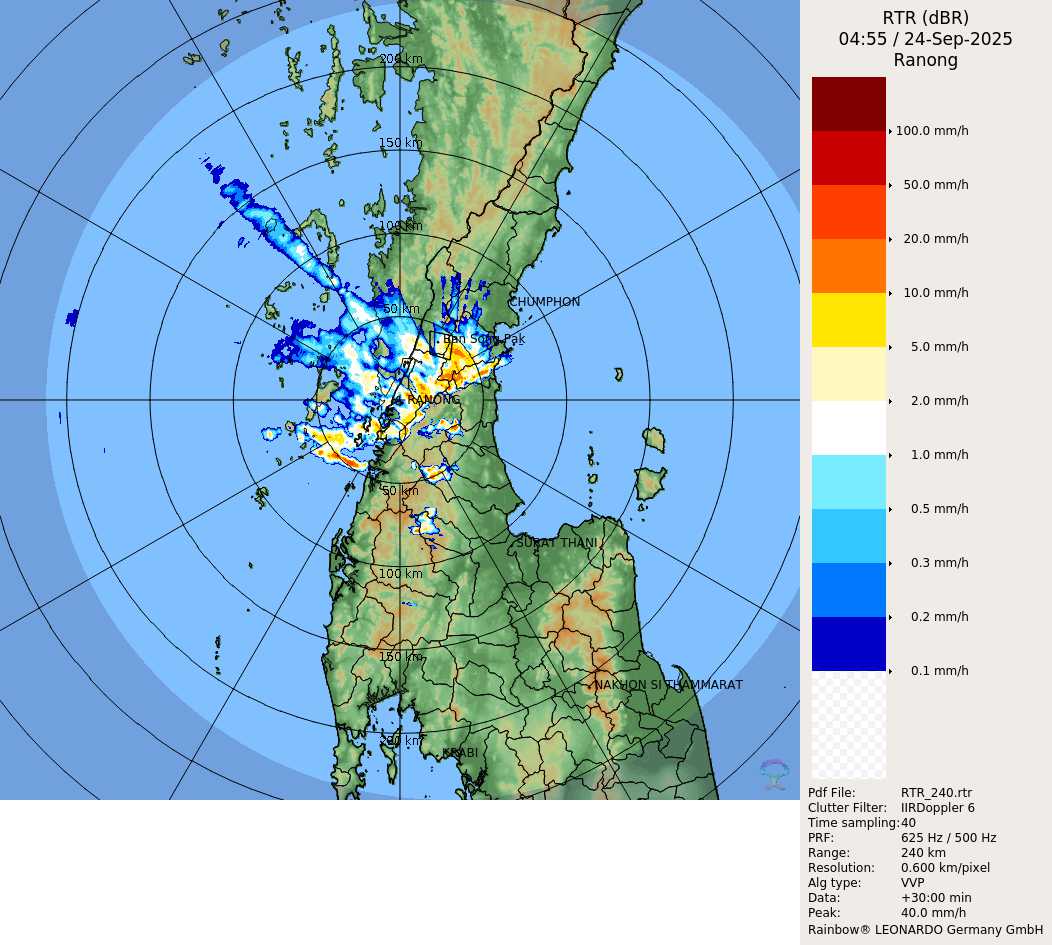 RTR (dBR)
04:55 / 24-Sep-2025
Ranong
200 km
150 km
100 km
50 km
CHUMPHON
Ban Song Pak
RANONG
50 km
SURAT THANI
100 km
150 km
NAKHON SI THAMMARAT
200 km
KRABI
100.0 mm/h
50.0 mm/h
20.0 mm/h
10.0 mm/h
5.0 mm/h
2.0 mm/h
1.0 mm/h
0.5 mm/h
0.3 mm/h
0.2 mm/h
0.1 mm/h
Pdf File: RTR_240.rtr
Clutter Filter: IIRDoppler 6
Time sampling: 40
PRF: 625 Hz / 500 Hz
Range: 240 km
Resolution: 0.600 km/pixel
Alg type: VVP
Data: +30:00 min
Peak: 40.0 mm/h
Rainbow® LEONARDO Germany GmbH